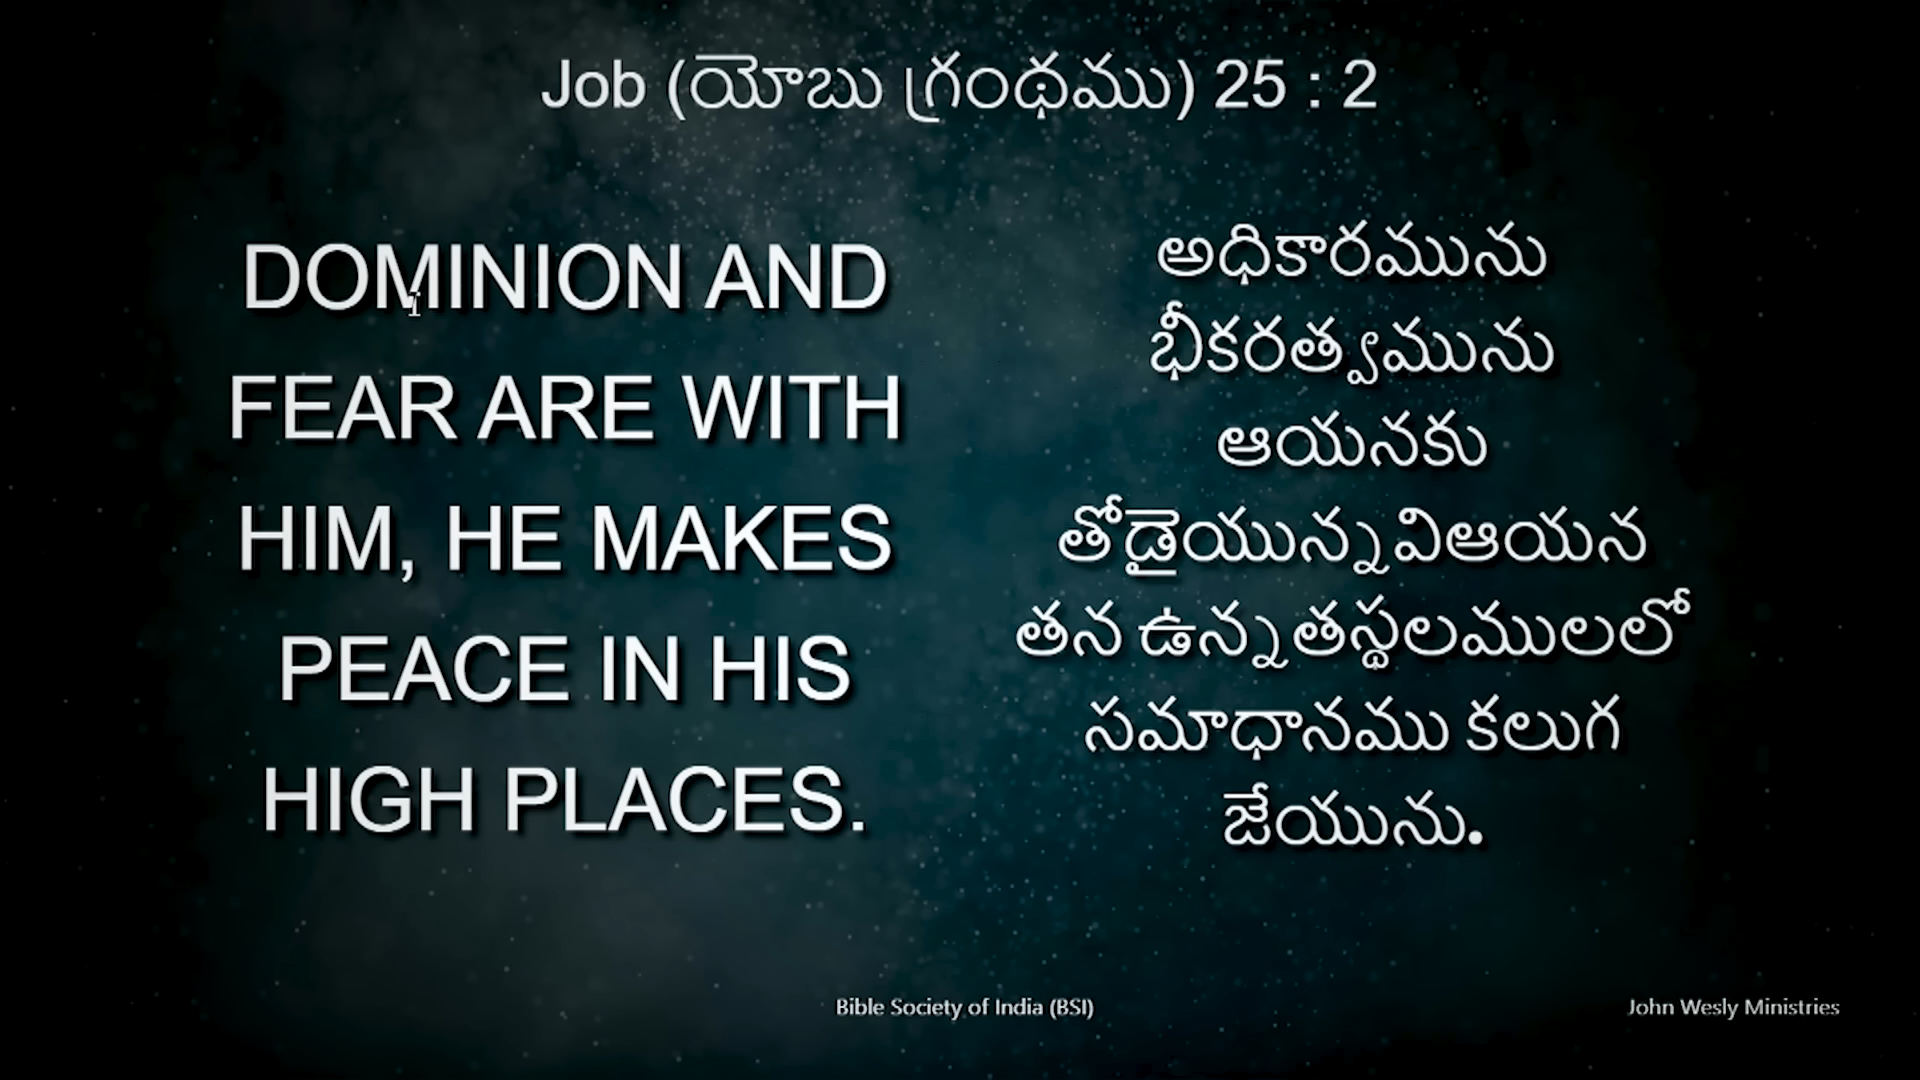 Job (యోబు గ్రంథము) 25 : 2
DOMINION AND
FEAR ARE WITH
HIM, HE MAKES
PEACE IN HIS
HIGH PLACES.
అధికారమును
భీకరత్వమును
ఆయనకు
తోడైయున్నవిఆయన
తన ఉన్నతస్థలములలో
సమాధానము కలుగ
జేయును.
Bible Society of India (BSI)
John Wesly Ministries